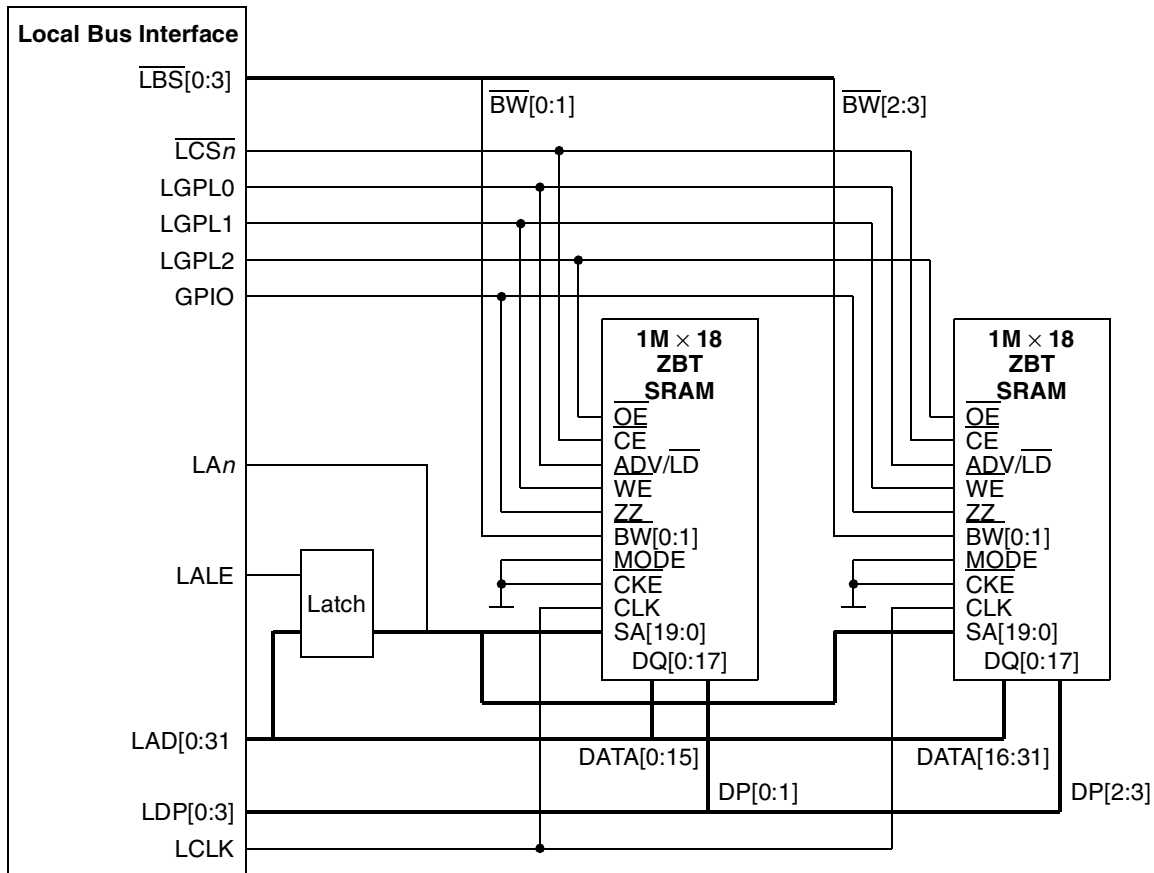 Local Bus Interface
LBS[0:3]
BW[0:1]
BW[2:3]
LCSn
LGPL0
LGPL1
LGPL2
GPIO
LAn
LALE
Latch
LAD[0:31
LDP[0:3]
LCLK
1M × 18
ZBT
SRAM
OE
CE
ADV/LD
WE
ZZ
BW[0:1]
MODE
CKE
CLK
SA[19:0]
DQ[0:17]
DATA[0:15]
DP[0:1]
1M × 18
ZBT
SRAM
OE
CE
ADV/LD
WE
ZZ
BW[0:1]
MODE
CKE
CLK
SA[19:0]
DQ[0:17]
DATA[16:31]
DP[2:3]